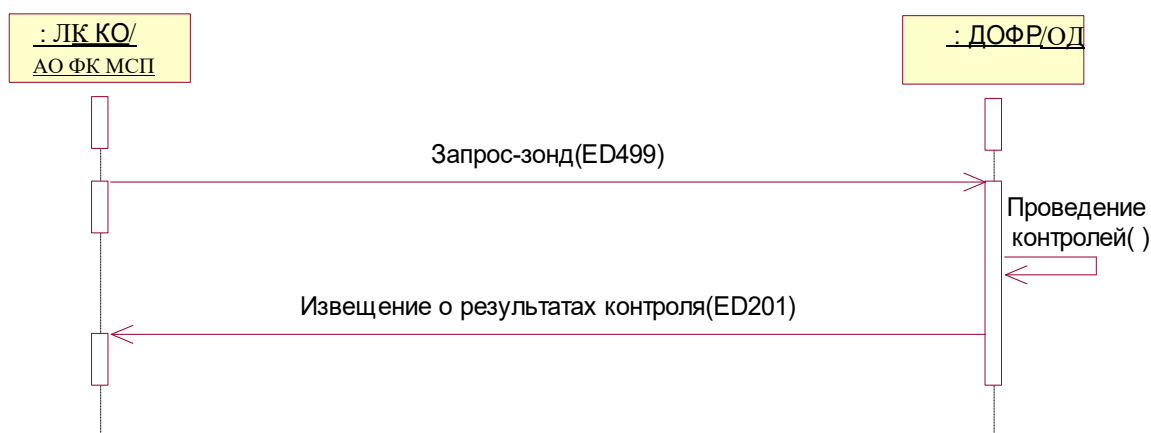 : ЛК КО/
АО ФК МСП
: ДОФР/ОД
Запрос-зонд(ED499)
Проведение
контролей( )
Извещение о результатах контроля(ED201)